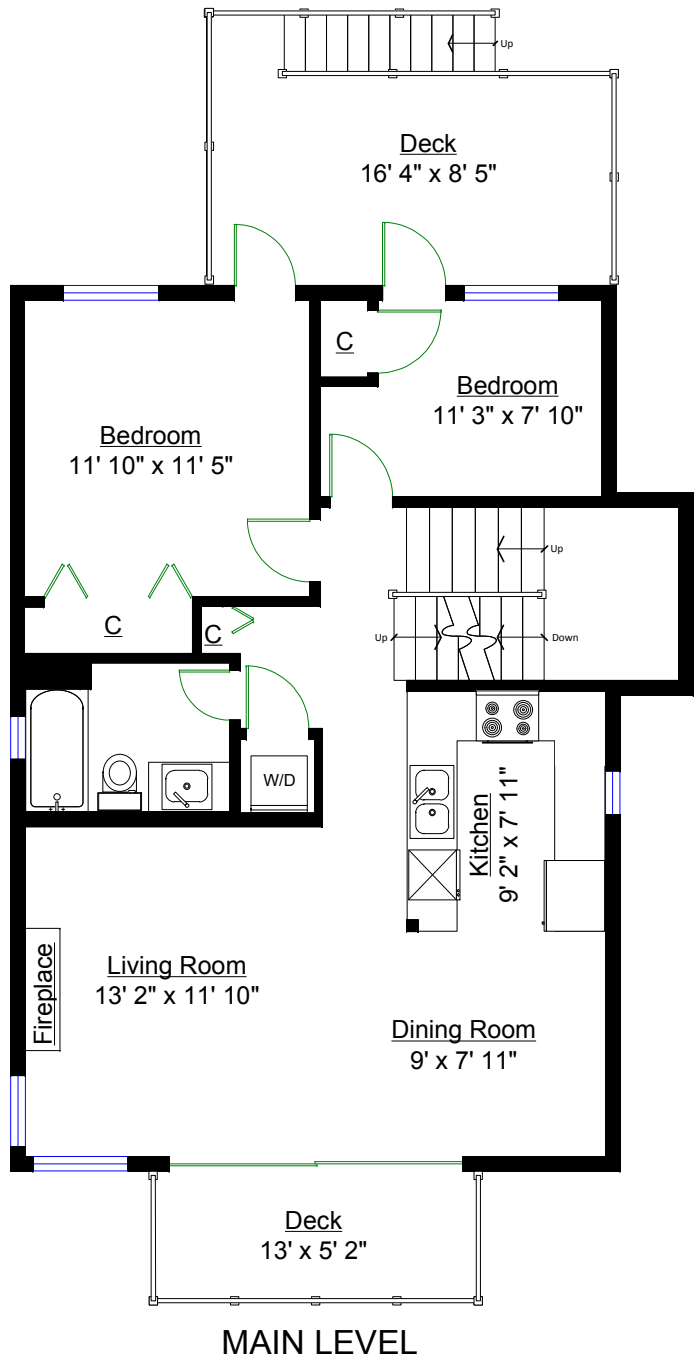 Up
Deck
16' 4" x 8' 5"
C
Bedroom
11' 3" x 7' 10"
Bedroom
11' 10" x 11' 5"
Up
C
C
Up
Down
W/D
Kitchen
9' 2" x 7' 11"
Fireplace
Living Room
13' 2" x 11' 10"
Dining Room
9' x 7' 11"
Deck
13' x 5' 2"
MAIN LEVEL